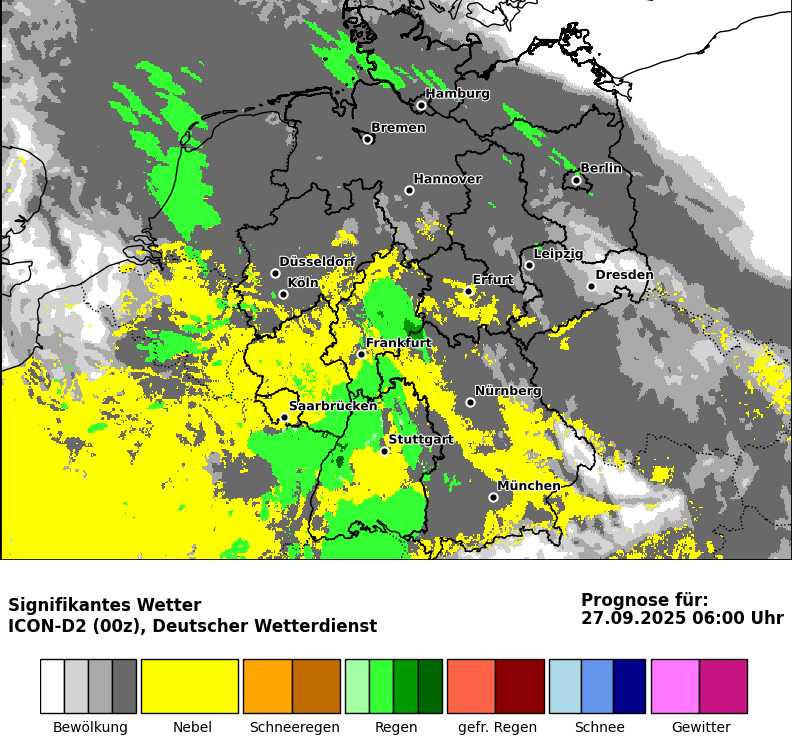 Hamburg
Bremen
Berlin
Hannover
Leipzig
Düsseldorf
Dresden
Köln
Erfurt
Frankfurt
Nürnberg
Saarbrücken
Stuttgart
München
Signifikantes Wetter
ICON-D2 (00z), Deutscher Wetterdienst
Prognose für:
27.09.2025 06:00 Uhr
Bewölkung
Nebel
Schneeregen
Regen
gefr. Regen
Schnee
Gewitter